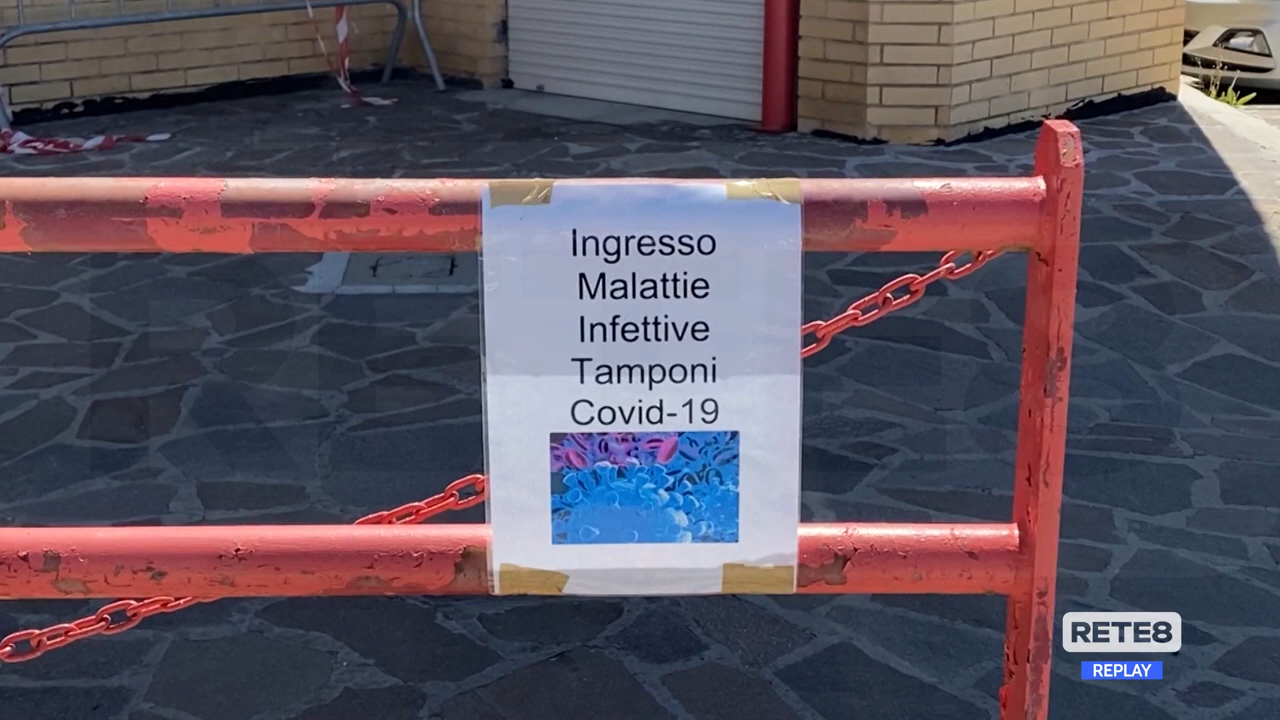 Ingresso
Malattie
Infettive
Tamponi
Covid-19
RETE8
REPLAY